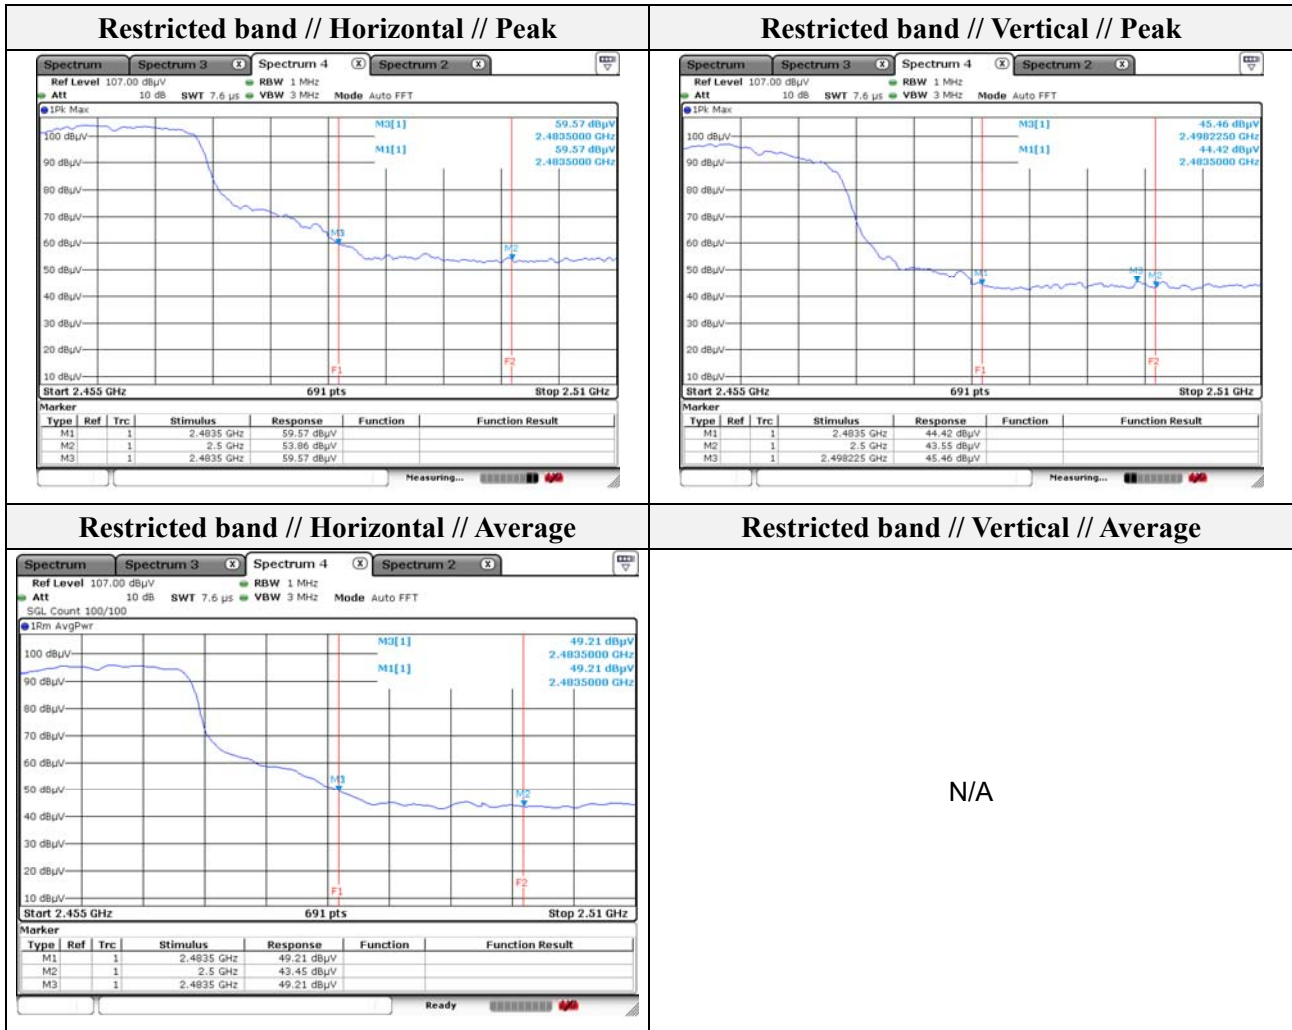 Restricted band // Horizontal // Peak
Spectrum Spectrum 3 X Spectrum 4 X Spectrum 2 X
Ref Level 107.00 dBµV RBW 1 MHz
Att 10 dB SWT 7.6 µs VBW 3 MHz Mode Auto FFT
1Pk Max
M3[1] 59.57 dBµV
2.4835000 GHz
M1[1] 59.57 dBµV
2.4835000 GHz
100 dBµV
90 dBµV
80 dBµV
70 dBµV
60 dBµV
50 dBµV
40 dBµV
30 dBµV
20 dBµV
10 dBµV
M3
M2
F1
F2
Start 2.455 GHz 691 pts Stop 2.51 GHz
Marker
Type Ref Trc Stimulus Response Function Function Result
M1 1 2.4835 GHz 59.57 dBµV
M2 1 2.5 GHz 53.86 dBµV
M3 1 2.4835 GHz 59.57 dBµV
Measuring...
Restricted band // Vertical // Peak
Spectrum Spectrum 3 X Spectrum 4 X Spectrum 2 X
Ref Level 107.00 dBµV RBW 1 MHz
Att 10 dB SWT 7.6 µs VBW 3 MHz Mode Auto FFT
1Pk Max
M3[1] 45.46 dBµV
2.4982250 GHz
M1[1] 44.42 dBµV
2.4835000 GHz
100 dBµV
90 dBµV
80 dBµV
70 dBµV
60 dBµV
50 dBµV
40 dBµV
30 dBµV
20 dBµV
10 dBµV
M1
M3 M2
F1
F2
Start 2.455 GHz 691 pts Stop 2.51 GHz
Marker
Type Ref Trc Stimulus Response Function Function Result
M1 1 2.4835 GHz 44.42 dBµV
M2 1 2.5 GHz 43.55 dBµV
M3 1 2.498225 GHz 45.46 dBµV
Measuring...
Restricted band // Horizontal // Average
Spectrum Spectrum 3 X Spectrum 4 X Spectrum 2 X
Ref Level 107.00 dBµV RBW 1 MHz
Att 10 dB SWT 7.6 µs VBW 3 MHz Mode Auto FFT
SGL Count 100/100
1Rm AvgPwr
M3[1] 49.21 dBµV
2.4835000 GHz
M1[1] 49.21 dBµV
2.4835000 GHz
100 dBµV
90 dBµV
80 dBµV
70 dBµV
60 dBµV
50 dBµV
40 dBµV
30 dBµV
20 dBµV
10 dBµV
M3
M2
F1
F2
Start 2.455 GHz 691 pts Stop 2.51 GHz
Marker
Type Ref Trc Stimulus Response Function Function Result
M1 1 2.4835 GHz 49.21 dBµV
M2 1 2.5 GHz 43.45 dBµV
M3 1 2.4835 GHz 49.21 dBµV
Ready
Restricted band // Vertical // Average
N/A